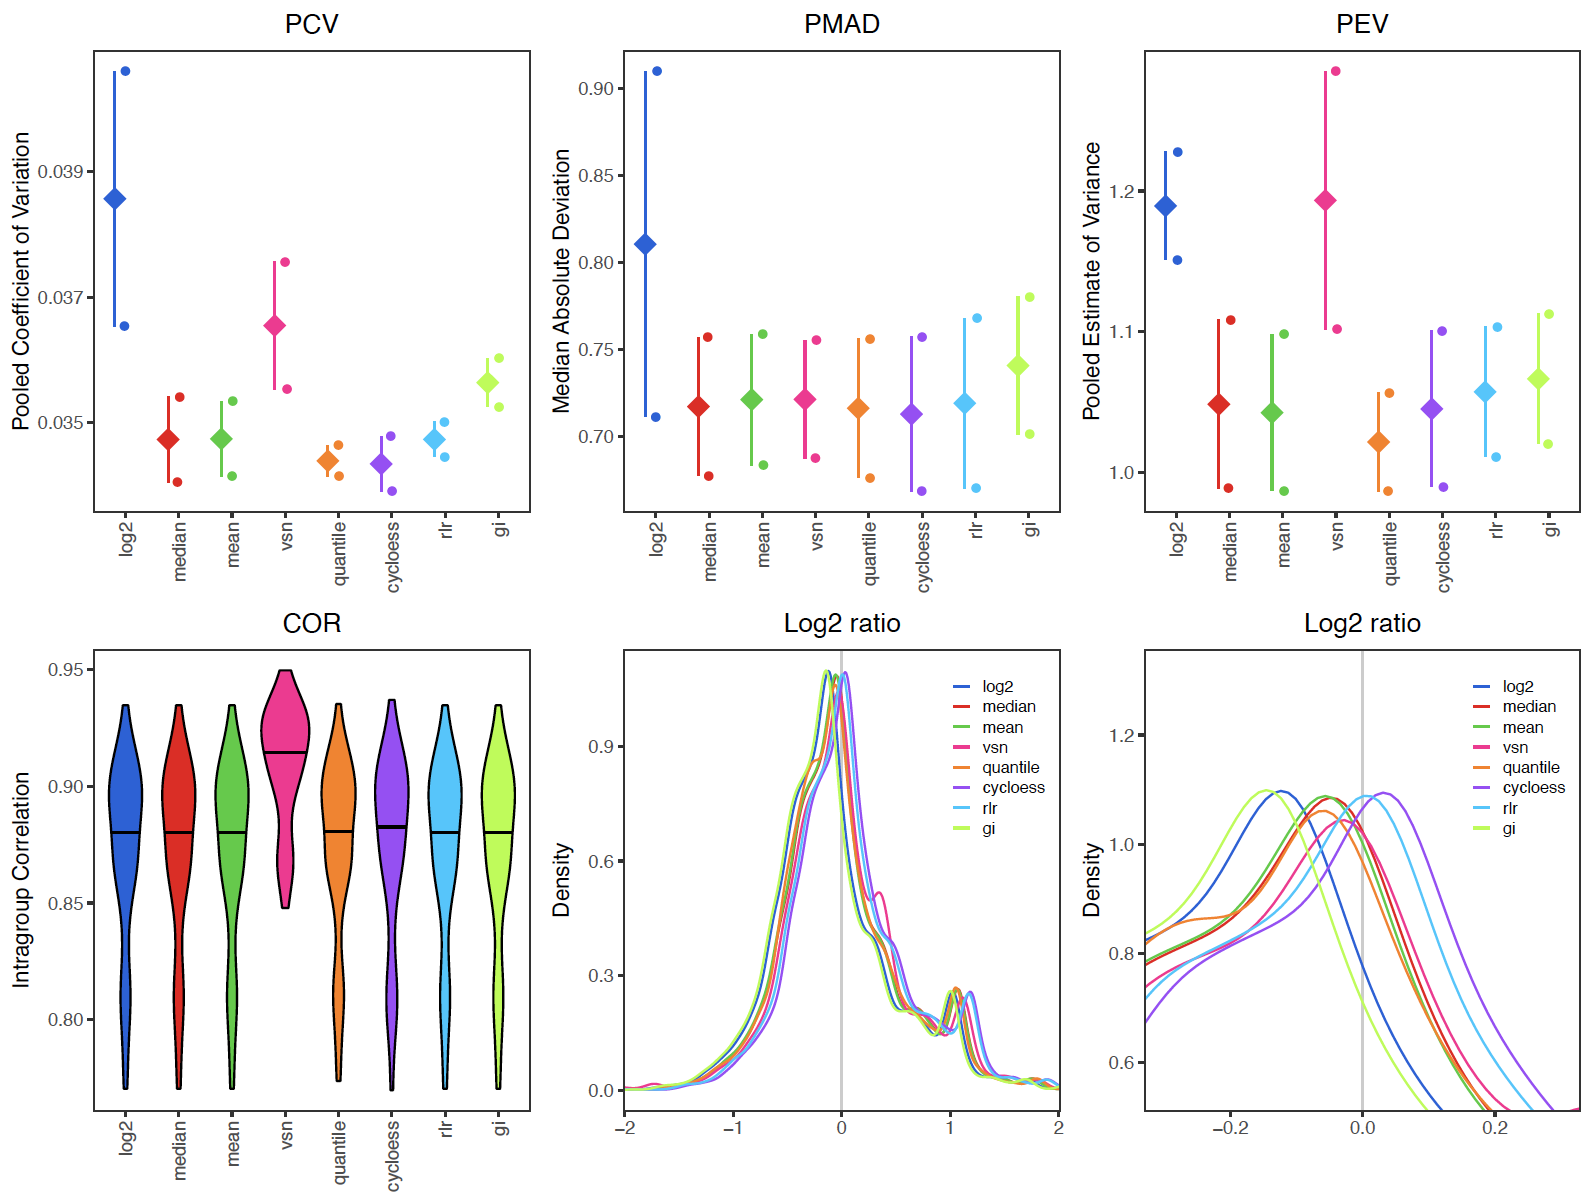 PCV
Pooled Coefficient of Variation
0.039
0.037
0.035
log2
median
mean
vsn
quantile
cycloess
rlr
gi
PMAD
Median Absolute Deviation
0.90
0.85
0.80
0.75
0.70
log2
median
mean
vsn
quantile
cycloess
rlr
gi
PEV
Pooled Estimate of Variance
1.2
1.1
1.0
log2
median
mean
vsn
quantile
cycloess
rlr
gi
COR
Intragroup Correlation
0.95
0.90
0.85
0.80
log2
median
mean
vsn
quantile
cycloess
rlr
gi
Log2 ratio
Density
0.9
0.6
0.3
0.0
−2
−1
0
1
2
log2
median
mean
vsn
quantile
cycloess
rlr
gi
Log2 ratio
Density
1.2
1.0
0.8
0.6
−0.2
0.0
0.2
log2
median
mean
vsn
quantile
cycloess
rlr
gi